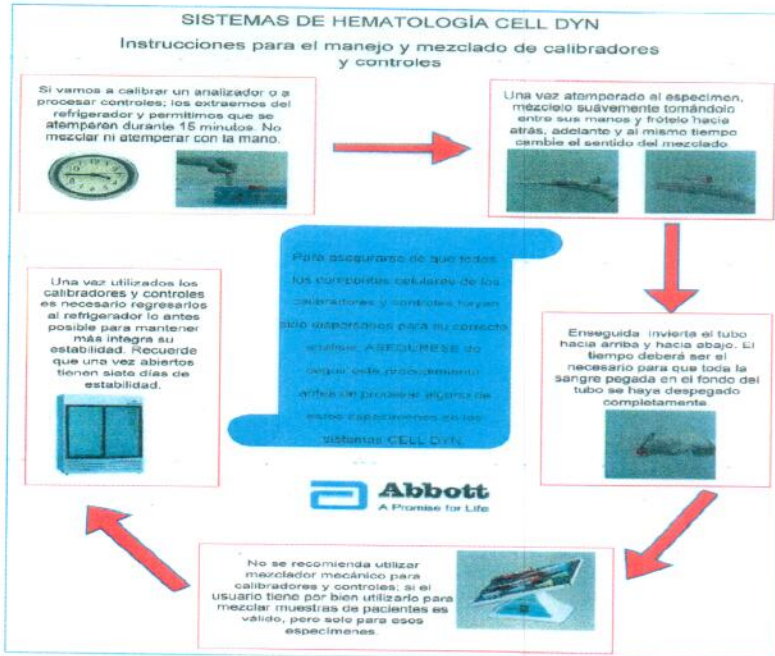 SISTEMAS DE HEMATOLOGÍA CELL DYN
Instrucciones para el manejo y mezclado de calibradores
y controles
Si vamos a calibrar un analizador o a
procesar controles; los extraemos del
refrigerador y permitimos que se
atemperen durante 15 minutos. No
mezclar ni atemperar con la mano.
Una vez atemperado el especimen,
mezclelo suavemente tomándolo
entre sus manos y frótelo hacia
atrás, adelante y al mismo tiempo
cambie el sentido del mezclado.
Enseguida invierta el tubo
hacia arriba y hacia abajo. El
tiempo deberá ser el
necesario para que toda la
sangre pegada en el fondo del
tubo se haya despegado
completamente.
No se recomienda utilizar
mezclador mecánico para
calibradores y controles; si el
usuario tiene por bien utilizarlo para
mezclar muestras de pacientes es
válido, pero solo para esos
especímenes.
Una vez utilizados los
calibradores y controles
es necesario regresarlos
al refrigerador lo antes
posible para mantener
más integra su
estabilidad. Recuerde
que una vez abiertos
tienen siete días de
estabilidad.
Para asegurarse de que todos
los componentes celulares de los
calibradores y controles hayan
sido dispersados para su correcto
análisis, ASEGURESE de
seguir este procedimiento
antes de procesar alguno de
estos especímenes en los
sistemas CELL DYN.
Abbott
A Promise for Life